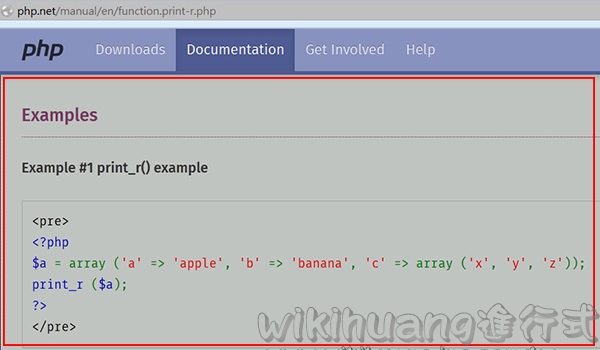 php.net/manual/en/function.print-r.php
php Downloads Documentation Get Involved Help
Examples
Example #1 print_r() example
<pre>
<?php
$a = array ('a' => 'apple', 'b' => 'banana', 'c' => array ('x', 'y', 'z'));
print_r ($a);
?>
</pre>
wikihuang進行式